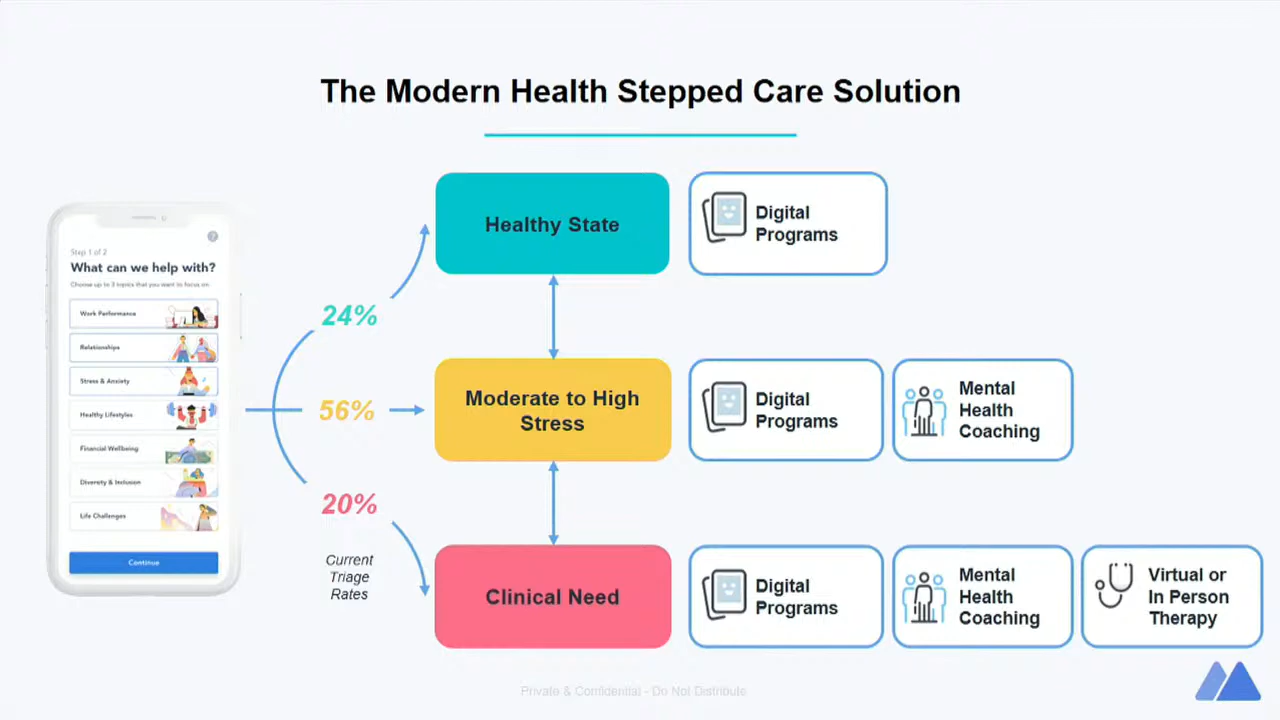 The Modern Health Stepped Care Solution
?
Step 1 of 2
What can we help with?
Choose up to 3 topics that you want to focus on.
Work Performance
Relationships
Stress & Anxiety
Healthy Lifestyles
Financial Wellbeing
Diversity & Inclusion
Life Challenges
Continue
24%
56%
20%
Current
Triage
Rates
Healthy State
Digital
Programs
Moderate to High
Stress
Digital
Programs
Mental
Health
Coaching
Clinical Need
Digital
Programs
Mental
Health
Coaching
Virtual or
In Person
Therapy
Private & Confidential - Do Not Distribute